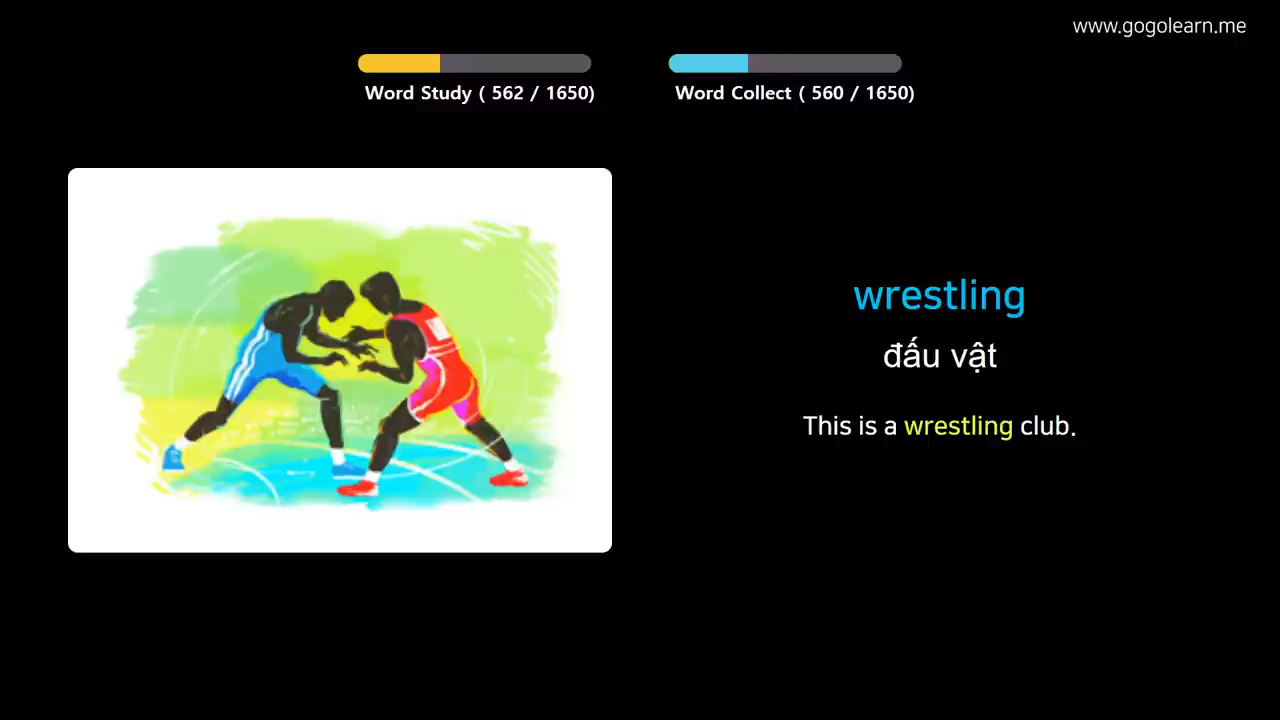 www.gogolearn.me
Word Study ( 562 / 1650)
Word Collect ( 560 / 1650)
wrestling
đấu vật
This is a wrestling club.